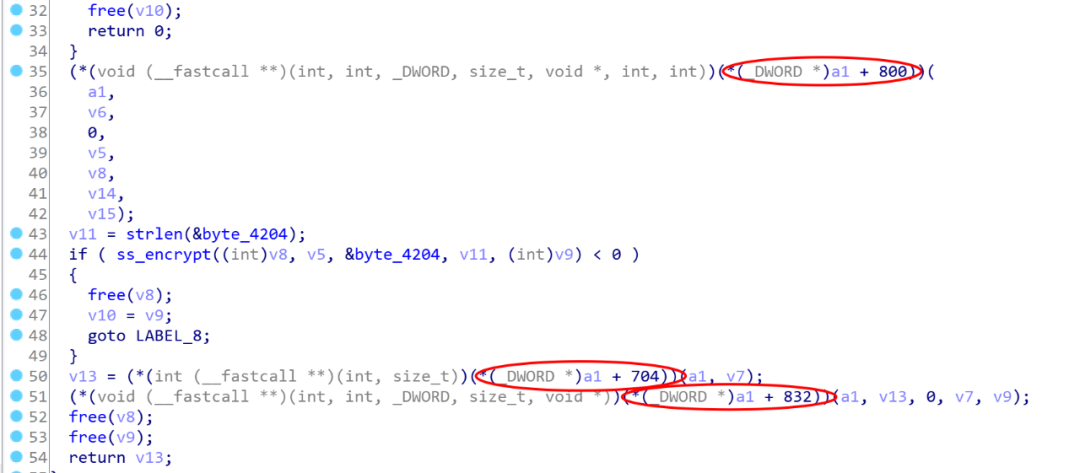 32 free(v10);
33 return 0;
34 }
35 (*(void (__fastcall **)(int, int, _DWORD, size_t, void *, int, int))(*(_DWORD *)a1 + 800))(
36 a1,
37 v6,
38 0,
39 v5,
40 v8,
41 v14,
42 v15);
43 v11 = strlen(&byte_4204);
44 if ( ss_encrypt((int)v8, v5, &byte_4204, v11, (int)v9) < 0 )
45 {
46 free(v8);
47 v10 = v9;
48 goto LABEL_8;
49 }
50 v13 = (*(int (__fastcall **)(int, size_t))(*(_DWORD *)a1 + 704))(a1, v7);
51 (*(void (__fastcall **)(int, int, _DWORD, size_t, void *))(*(_DWORD *)a1 + 832))(a1, v13, 0, v7, v9);
52 free(v8);
53 free(v9);
54 return v13;